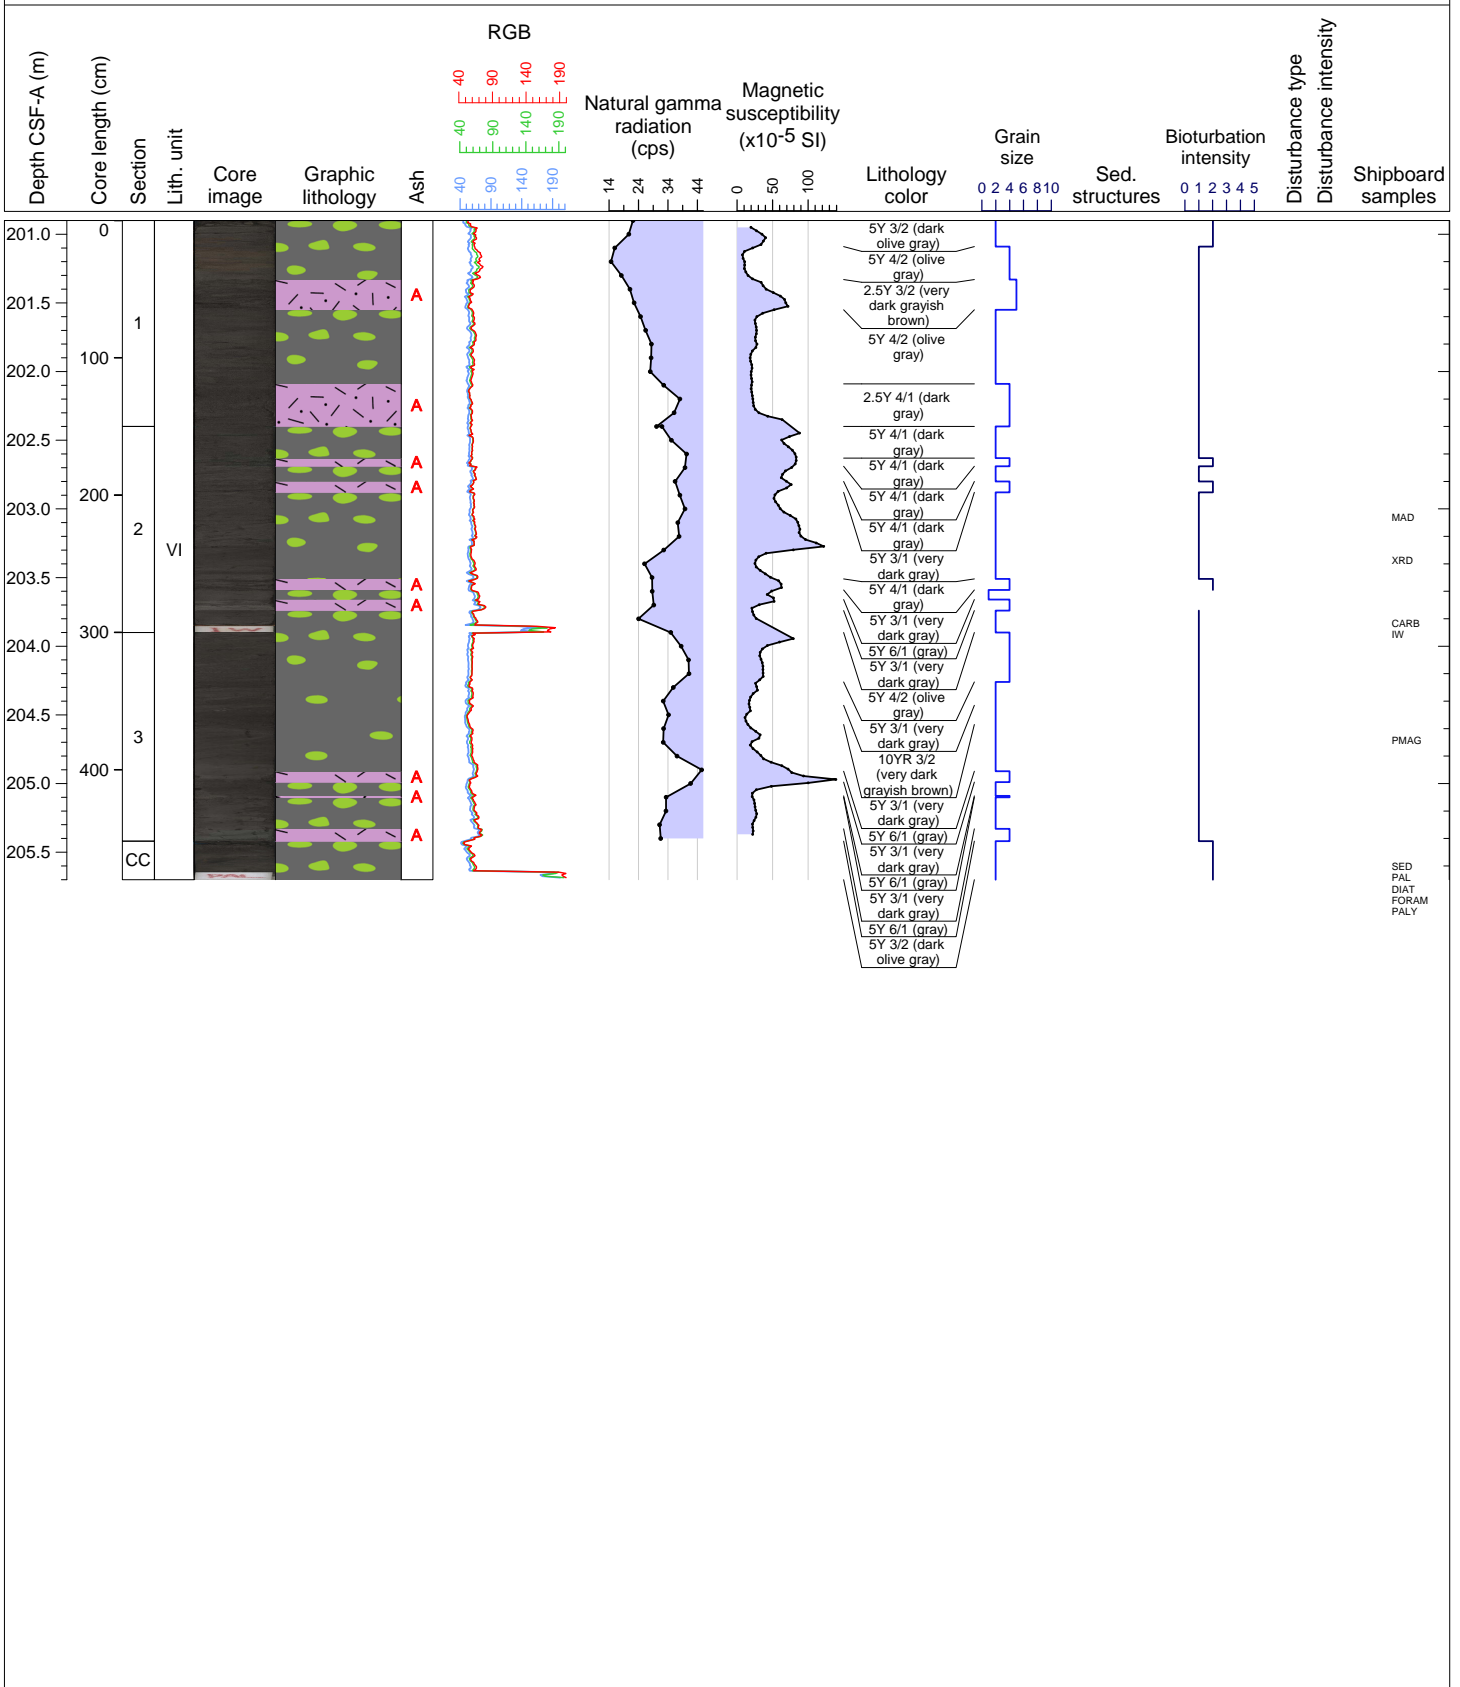 Depth CSF-A (m)
Core length (cm)
Section
Lith. unit
Core
image
Graphic
lithology
Ash
RGB
40 90 140 190
40 90 140 190
40 90 140 190
Natural gamma
radiation
(cps)
14 24 34 44
Magnetic
susceptibility
(x10-5 SI)
0 50 100
Lithology
color
Grain
size
0 2 4 6 8 10
Sed.
structures
Bioturbation
intensity
0 1 2 3 4 5
Disturbance type
Disturbance intensity
Shipboard
samples
201.0
201.5
202.0
202.5
203.0
203.5
204.0
204.5
205.0
205.5
0
100
200
300
400
1
2
3
CC
VI
IW
PAL
A
A
A
A
A
A
A
A
A
5Y 3/2 (dark
olive gray)
5Y 4/2 (olive
gray)
2.5Y 3/2 (very
dark grayish
brown)
5Y 4/2 (olive
gray)
2.5Y 4/1 (dark
gray)
5Y 4/1 (dark
gray)
5Y 4/1 (dark
gray)
5Y 4/1 (dark
gray)
5Y 4/1 (dark
gray)
5Y 3/1 (very
dark gray)
5Y 4/1 (dark
gray)
5Y 3/1 (very
dark gray)
5Y 6/1 (gray)
5Y 3/1 (very
dark gray)
5Y 4/2 (olive
gray)
5Y 3/1 (very
dark gray)
10YR 3/2
(very dark
grayish brown)
5Y 3/1 (very
dark gray)
5Y 6/1 (gray)
5Y 3/1 (very
dark gray)
5Y 6/1 (gray)
5Y 3/1 (very
dark gray)
5Y 6/1 (gray)
5Y 3/2 (dark
olive gray)
MAD
XRD
CARB
IW
PMAG
SED
PAL
DIAT
FORAM
PALY